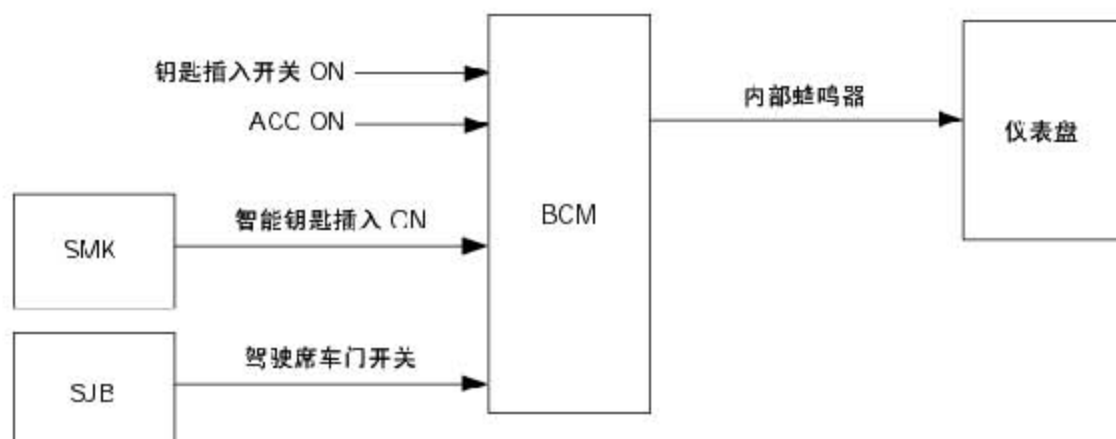 钥匙插入开关 ON
ACC ON
内部蜂鸣器
仪表盘
BCM
智能钥匙插入 ON
SMK
驾驶席车门开关
SJB